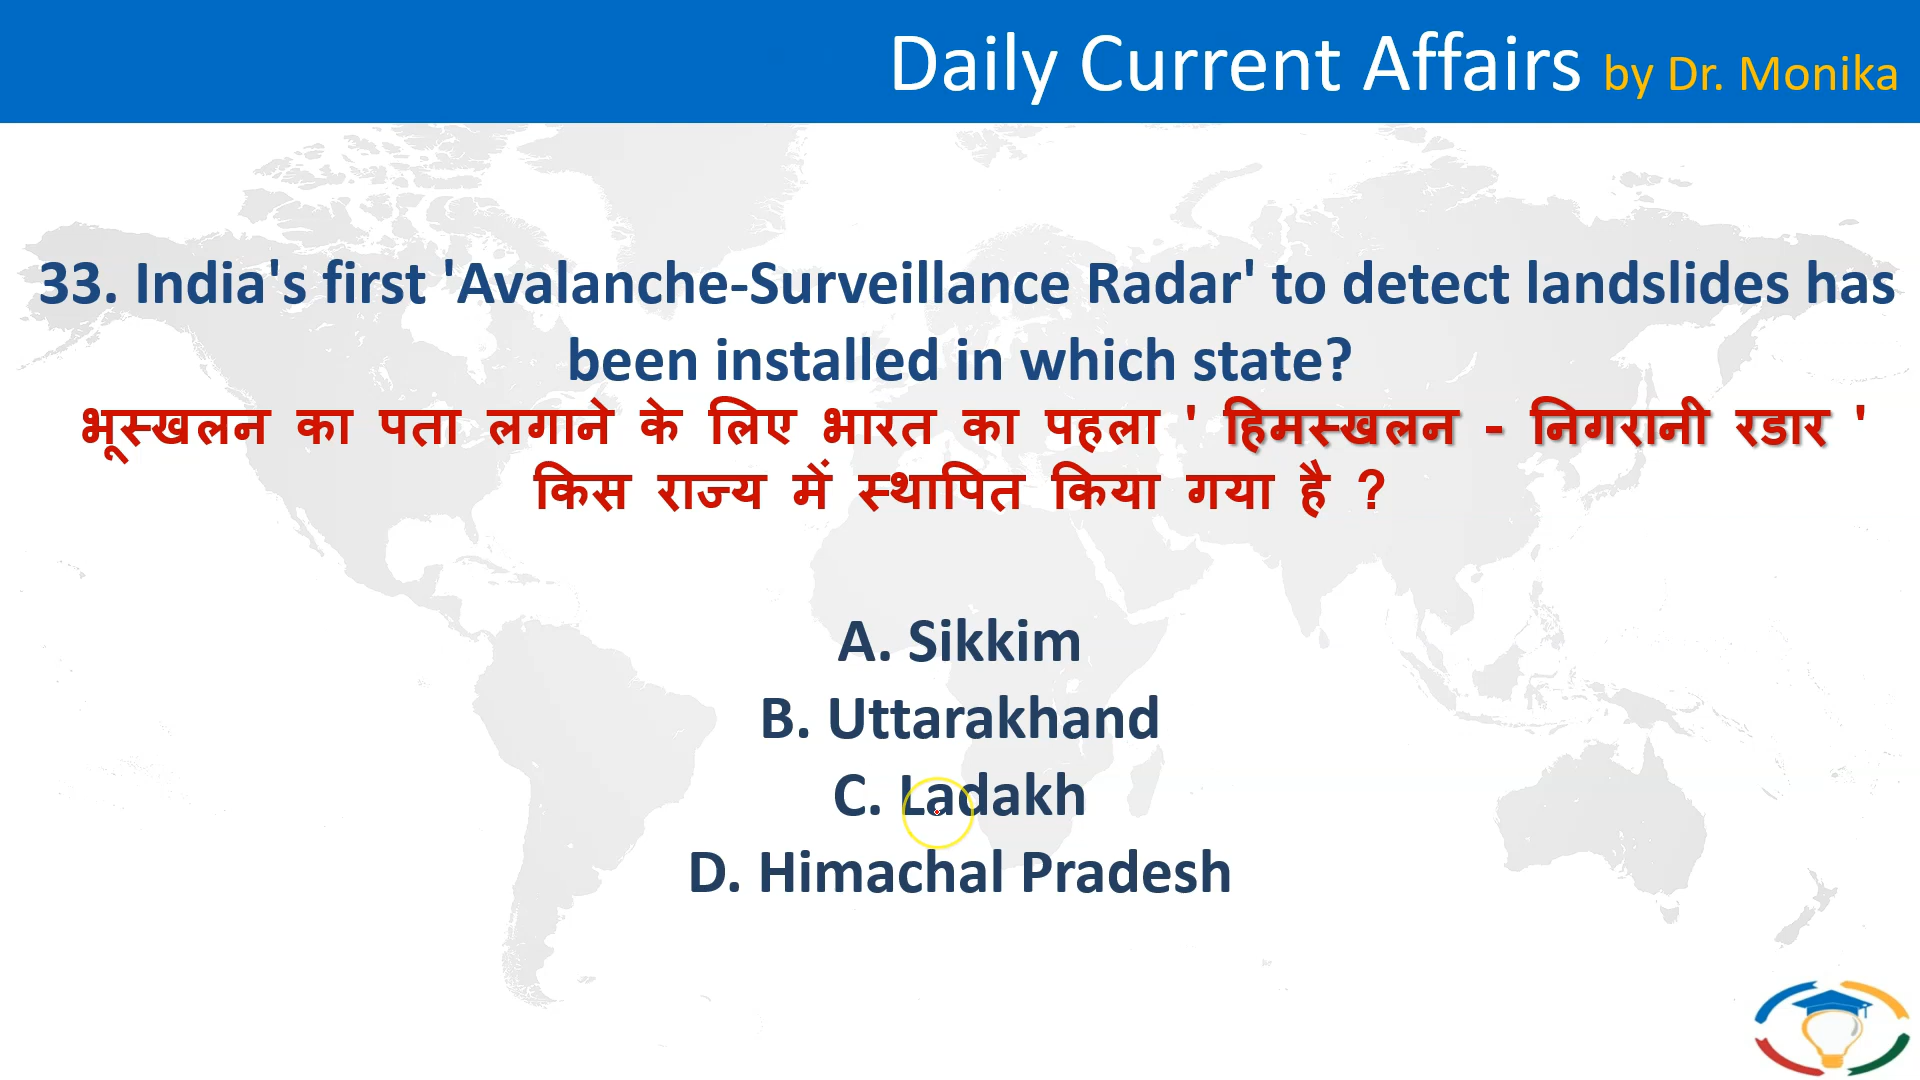 Daily Current Affairs by Dr. Monika
33. India's first 'Avalanche-Surveillance Radar' to detect landslides has
been installed in which state?
भूस्खलन का पता लगाने के लिए भारत का पहला ' हिमस्खलन - निगरानी रडार '
किस राज्य में स्थापित किया गया है ?
A. Sikkim
B. Uttarakhand
C. Ladakh
D. Himachal Pradesh